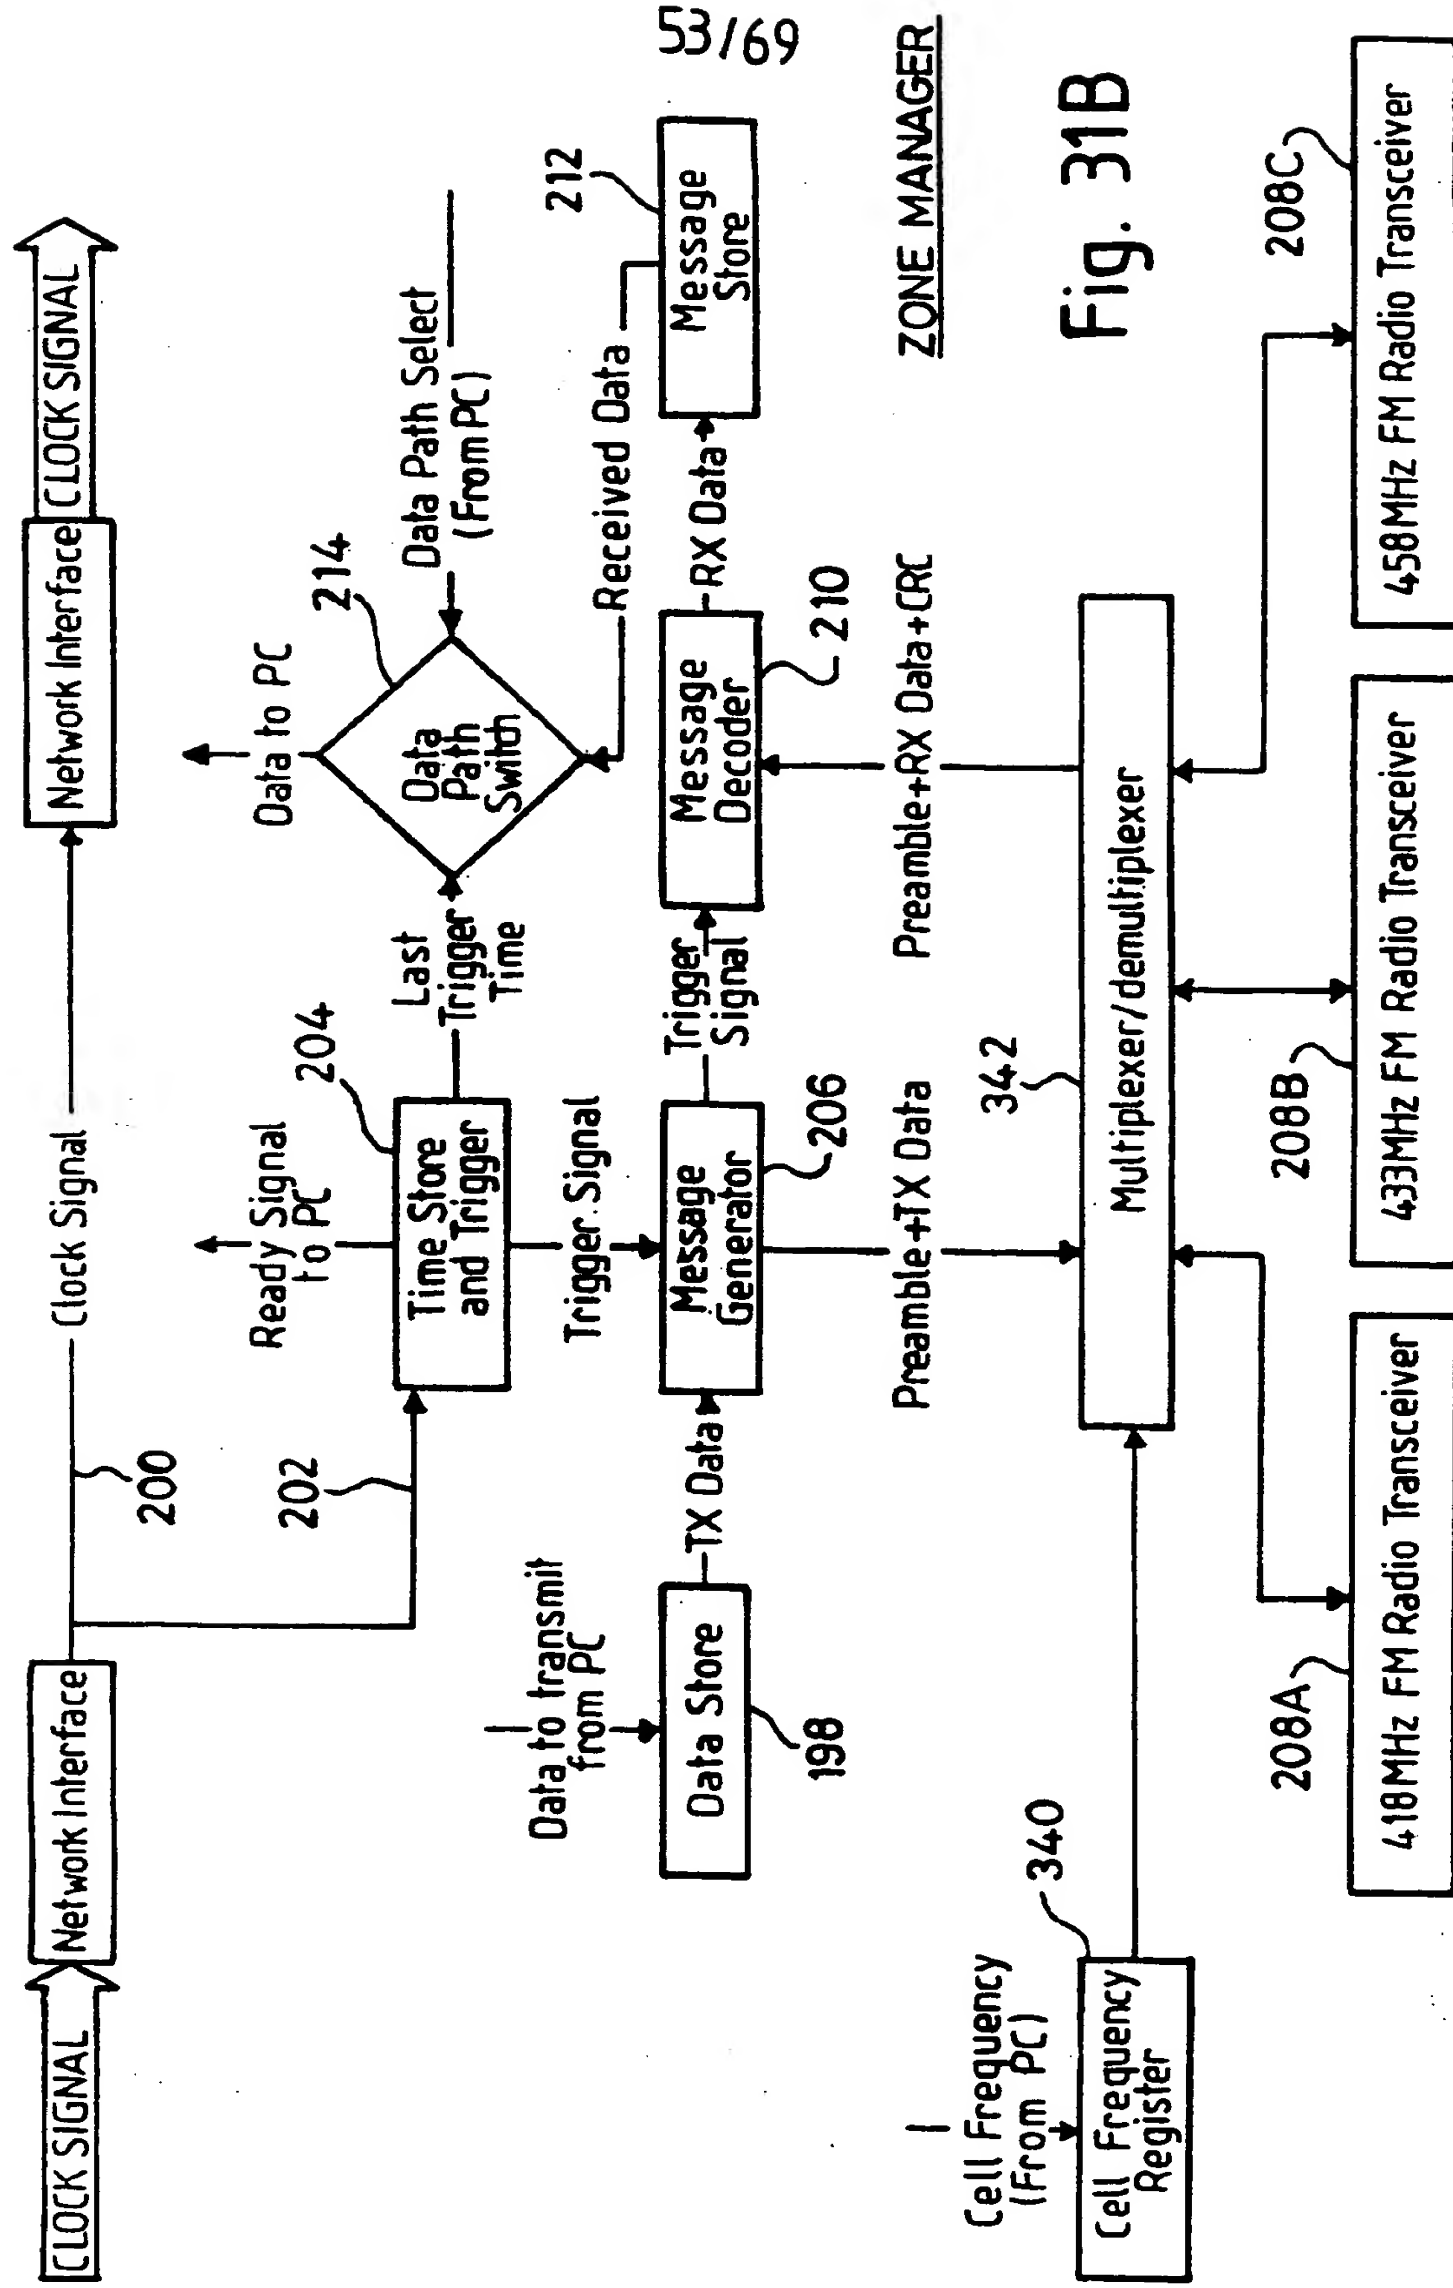 53/69
CLOCK SIGNAL
Network Interface
Clock Signal
200
Network Interface
CLOCK SIGNAL
202
Ready Signal
to PC
204
Time Store
and Trigger
Last
Trigger
Time
Data to PC
214
Data
Path
Switch
Data Path Select
(From PC)
Trigger Signal
Received Data
212
Data to transmit
from PC
Data Store
198
TX Data
Message
Generator
206
Trigger
Signal
Message
Decoder
210
RX Data
Message
Store
Preamble+TX Data
Preamble+RX Data+CRC
ZONE MANAGER
Cell Frequency
(From PC)
340
Cell Frequency
Register
342
Multiplexer/demultiplexer
Fig. 31B
208A
418MHz FM Radio Transceiver
208B
433MHz FM Radio Transceiver
208C
458MHz FM Radio Transceiver